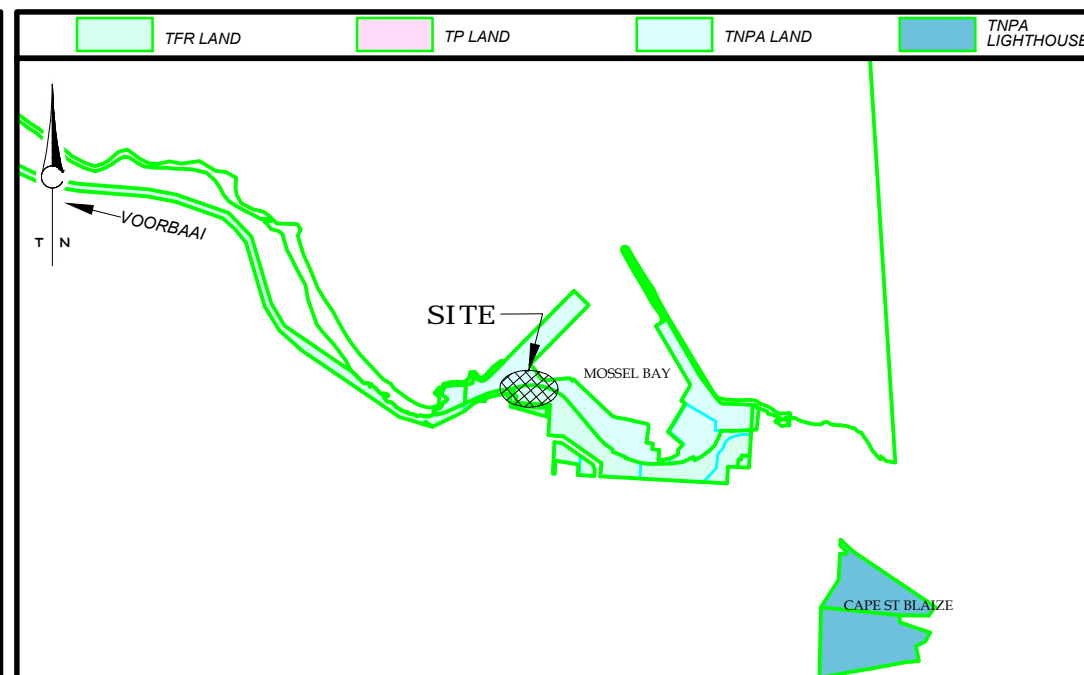 TFR LAND
TP LAND
TNPA LAND
TNPA
LIGHTHOUSE
VOORBAAI
T N
SITE
MOSSEL BAY
CAPE ST BLAIZE